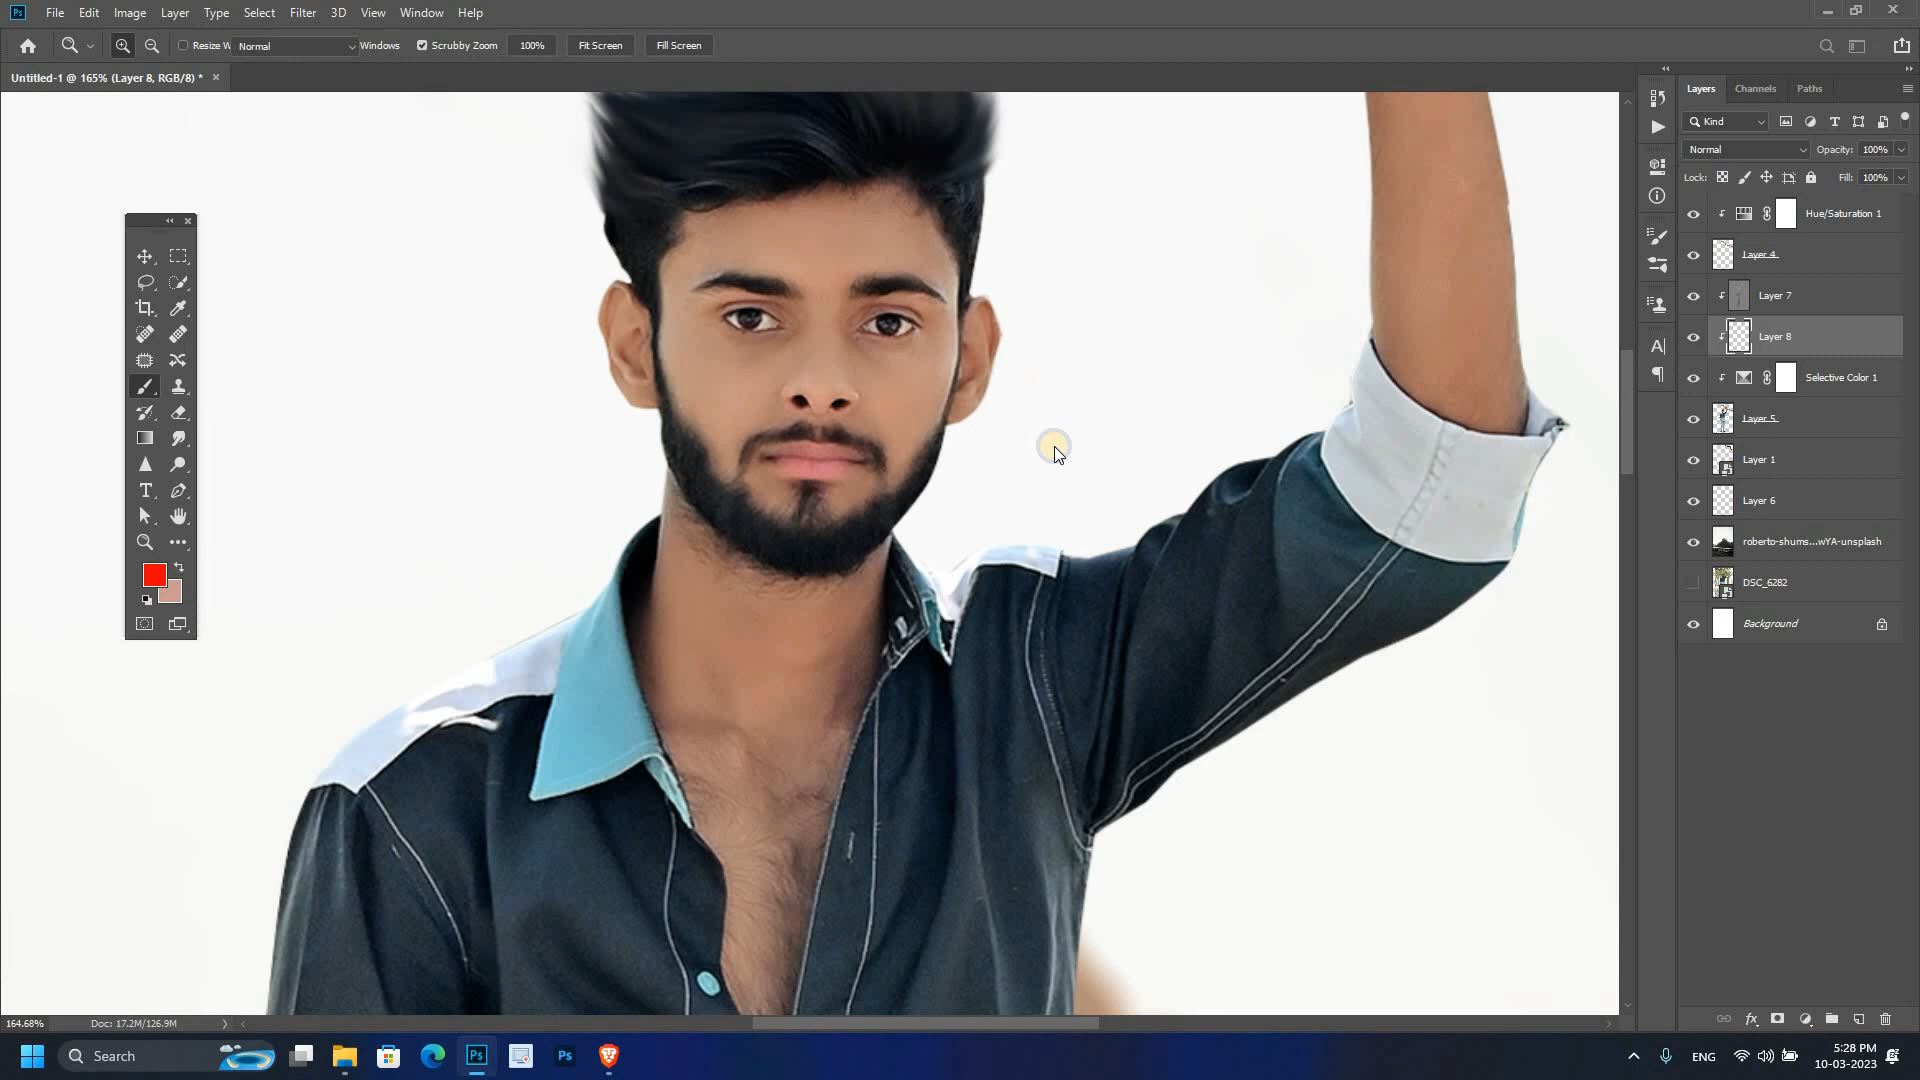 Ps File Edit Image Layer Type Select Filter 3D View Window Help
Resize W Normal Windows Scrubby Zoom 100% Fit Screen Fill Screen
Untitled-1 @ 165% (Layer 8, RGB/8) *
Layers Channels Paths
Kind
Normal Opacity: 100%
Lock: Fill: 100%
Hue/Saturation 1
Layer 4
Layer 7
Layer 8
Selective Color 1
Layer 5
Layer 1
Layer 6
roberto-shums...wYA-unsplash
DSC_6282
Background
164.68% Doc: 17.2M/126.9M
Search Ps Ps ENG 5:28 PM
10-03-2023